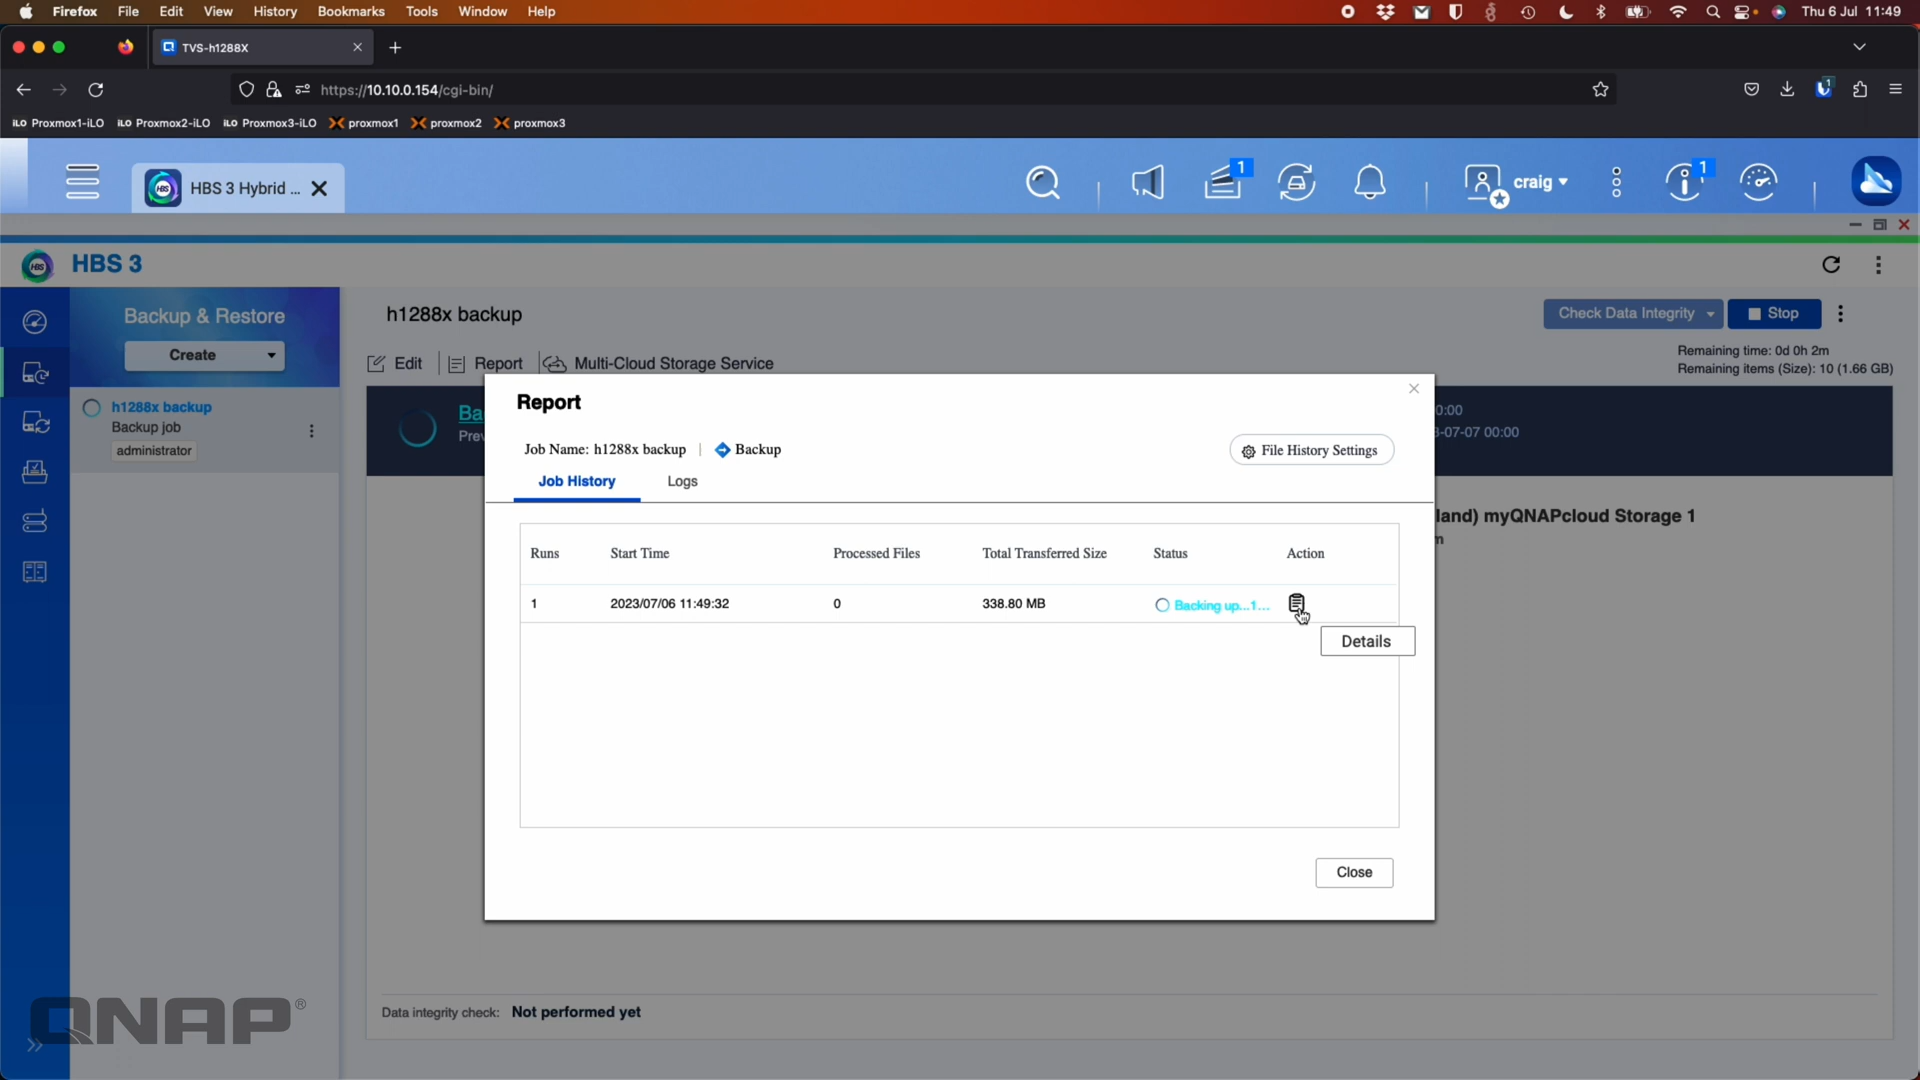 Firefox File Edit View History Bookmarks Tools Window Help Thu 6 Jul 11:49
TVS-h1288X
https://10.10.0.154/cgi-bin/
iLO Proxmox1-iLO iLO Proxmox2-iLO iLO Proxmox3-iLO proxmox1 proxmox2 proxmox3
HBS 3 Hybrid ... 1 craig 1
HBS 3
Backup & Restore
Create
h1288x backup
Backup job
administrator
h1288x backup
Check Data Integrity Stop
Edit Report Multi-Cloud Storage Service
Remaining time: 0d 0h 2m
Remaining items (Size): 10 (1.66 GB)
Ba
Prev
0:00
3-07-07 00:00
land) myQNAPcloud Storage 1
m
Report
Job Name: h1288x backup | Backup
File History Settings
Job History Logs
Runs Start Time Processed Files Total Transferred Size Status Action
1 2023/07/06 11:49:32 0 338.80 MB Backing up...1...
Details
Close
Data integrity check: Not performed yet
QNAP®